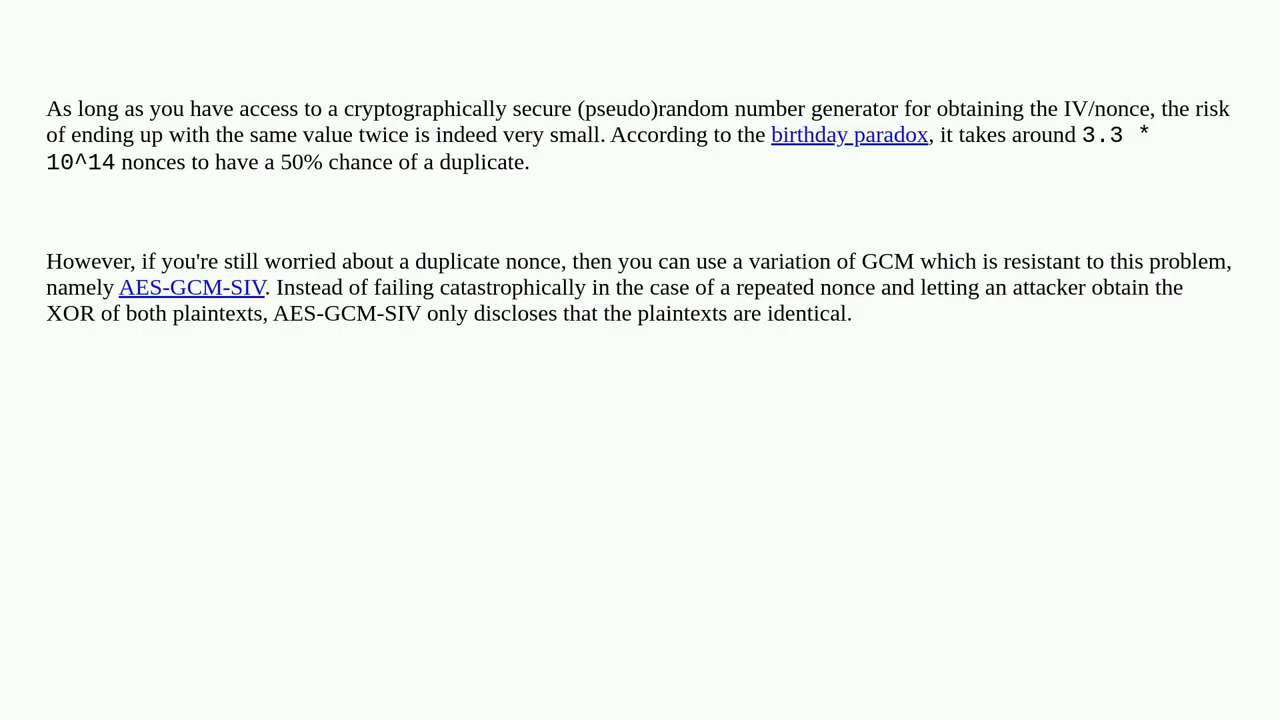 As long as you have access to a cryptographically secure (pseudo)random number generator for obtaining the IV/nonce, the risk
of ending up with the same value twice is indeed very small. According to the birthday paradox, it takes around 3.3 *
10^14 nonces to have a 50% chance of a duplicate.
However, if you're still worried about a duplicate nonce, then you can use a variation of GCM which is resistant to this problem,
namely AES-GCM-SIV. Instead of failing catastrophically in the case of a repeated nonce and letting an attacker obtain the
XOR of both plaintexts, AES-GCM-SIV only discloses that the plaintexts are identical.